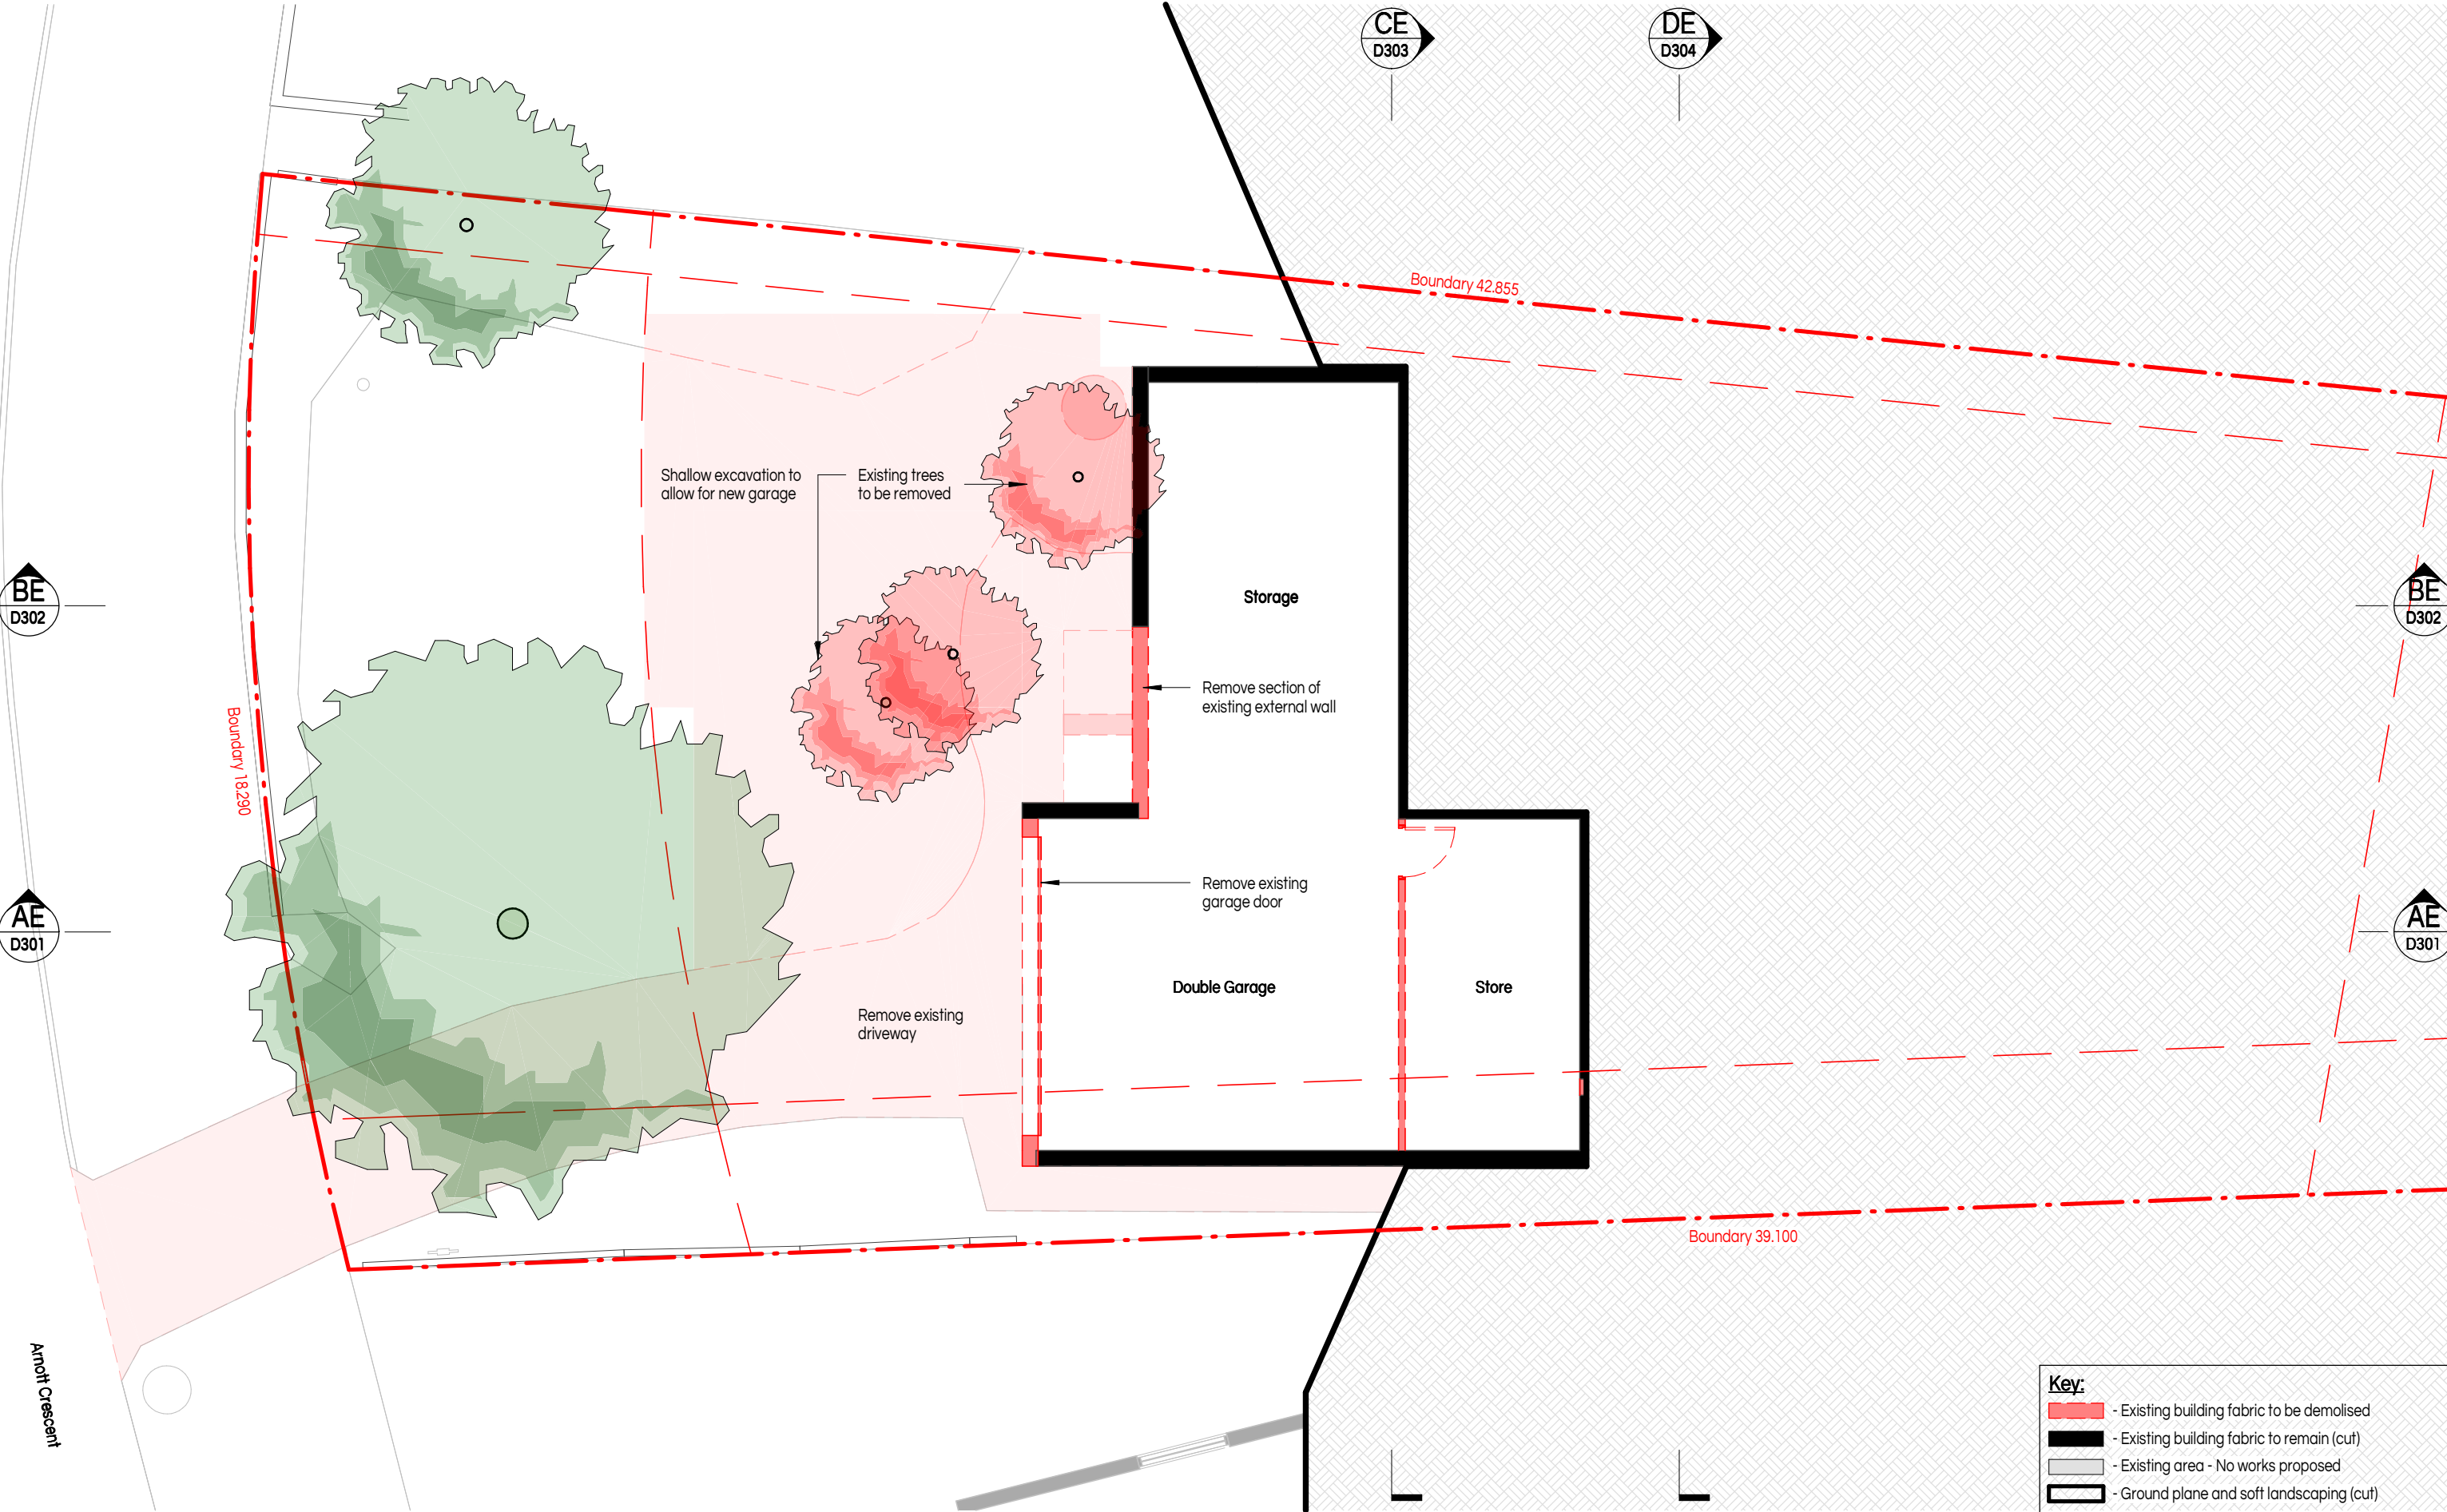 CE
D303
DE
D304
Boundary 42.855
Shallow excavation to
allow for new garage
Existing trees
to be removed
BE
D302
Storage
BE
D302
Remove section of
existing external wall
Boundary 18.290
Remove existing
garage door
AE
D301
AE
D301
Double Garage
Store
Remove existing
driveway
Boundary 39.100
Arnott Crescent
Key:
- Existing building fabric to be demolised
- Existing building fabric to remain (cut)
- Existing area - No works proposed
- Ground plane and soft landscaping (cut)